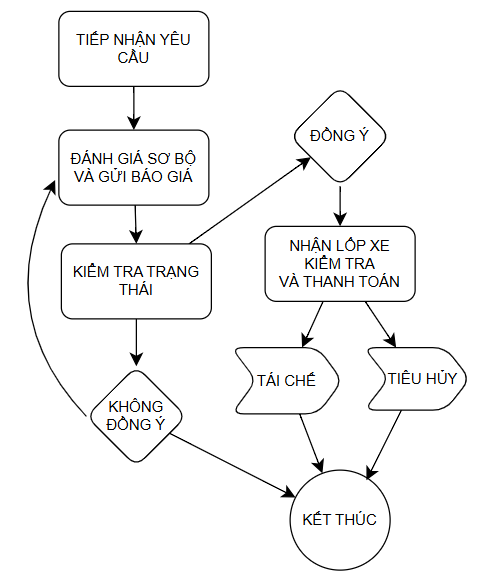 TIẾP NHẬN YÊU
CẦU
ĐÁNH GIÁ SƠ BỘ
VÀ GỬI BÁO GIÁ
KIỂM TRA TRẠNG
THÁI
KHÔNG
ĐỒNG Ý
ĐỒNG Ý
NHẬN LỐP XE
KIỂM TRA
VÀ THANH TOÁN
TÁI CHẾ
TIÊU HỦY
KẾT THÚC